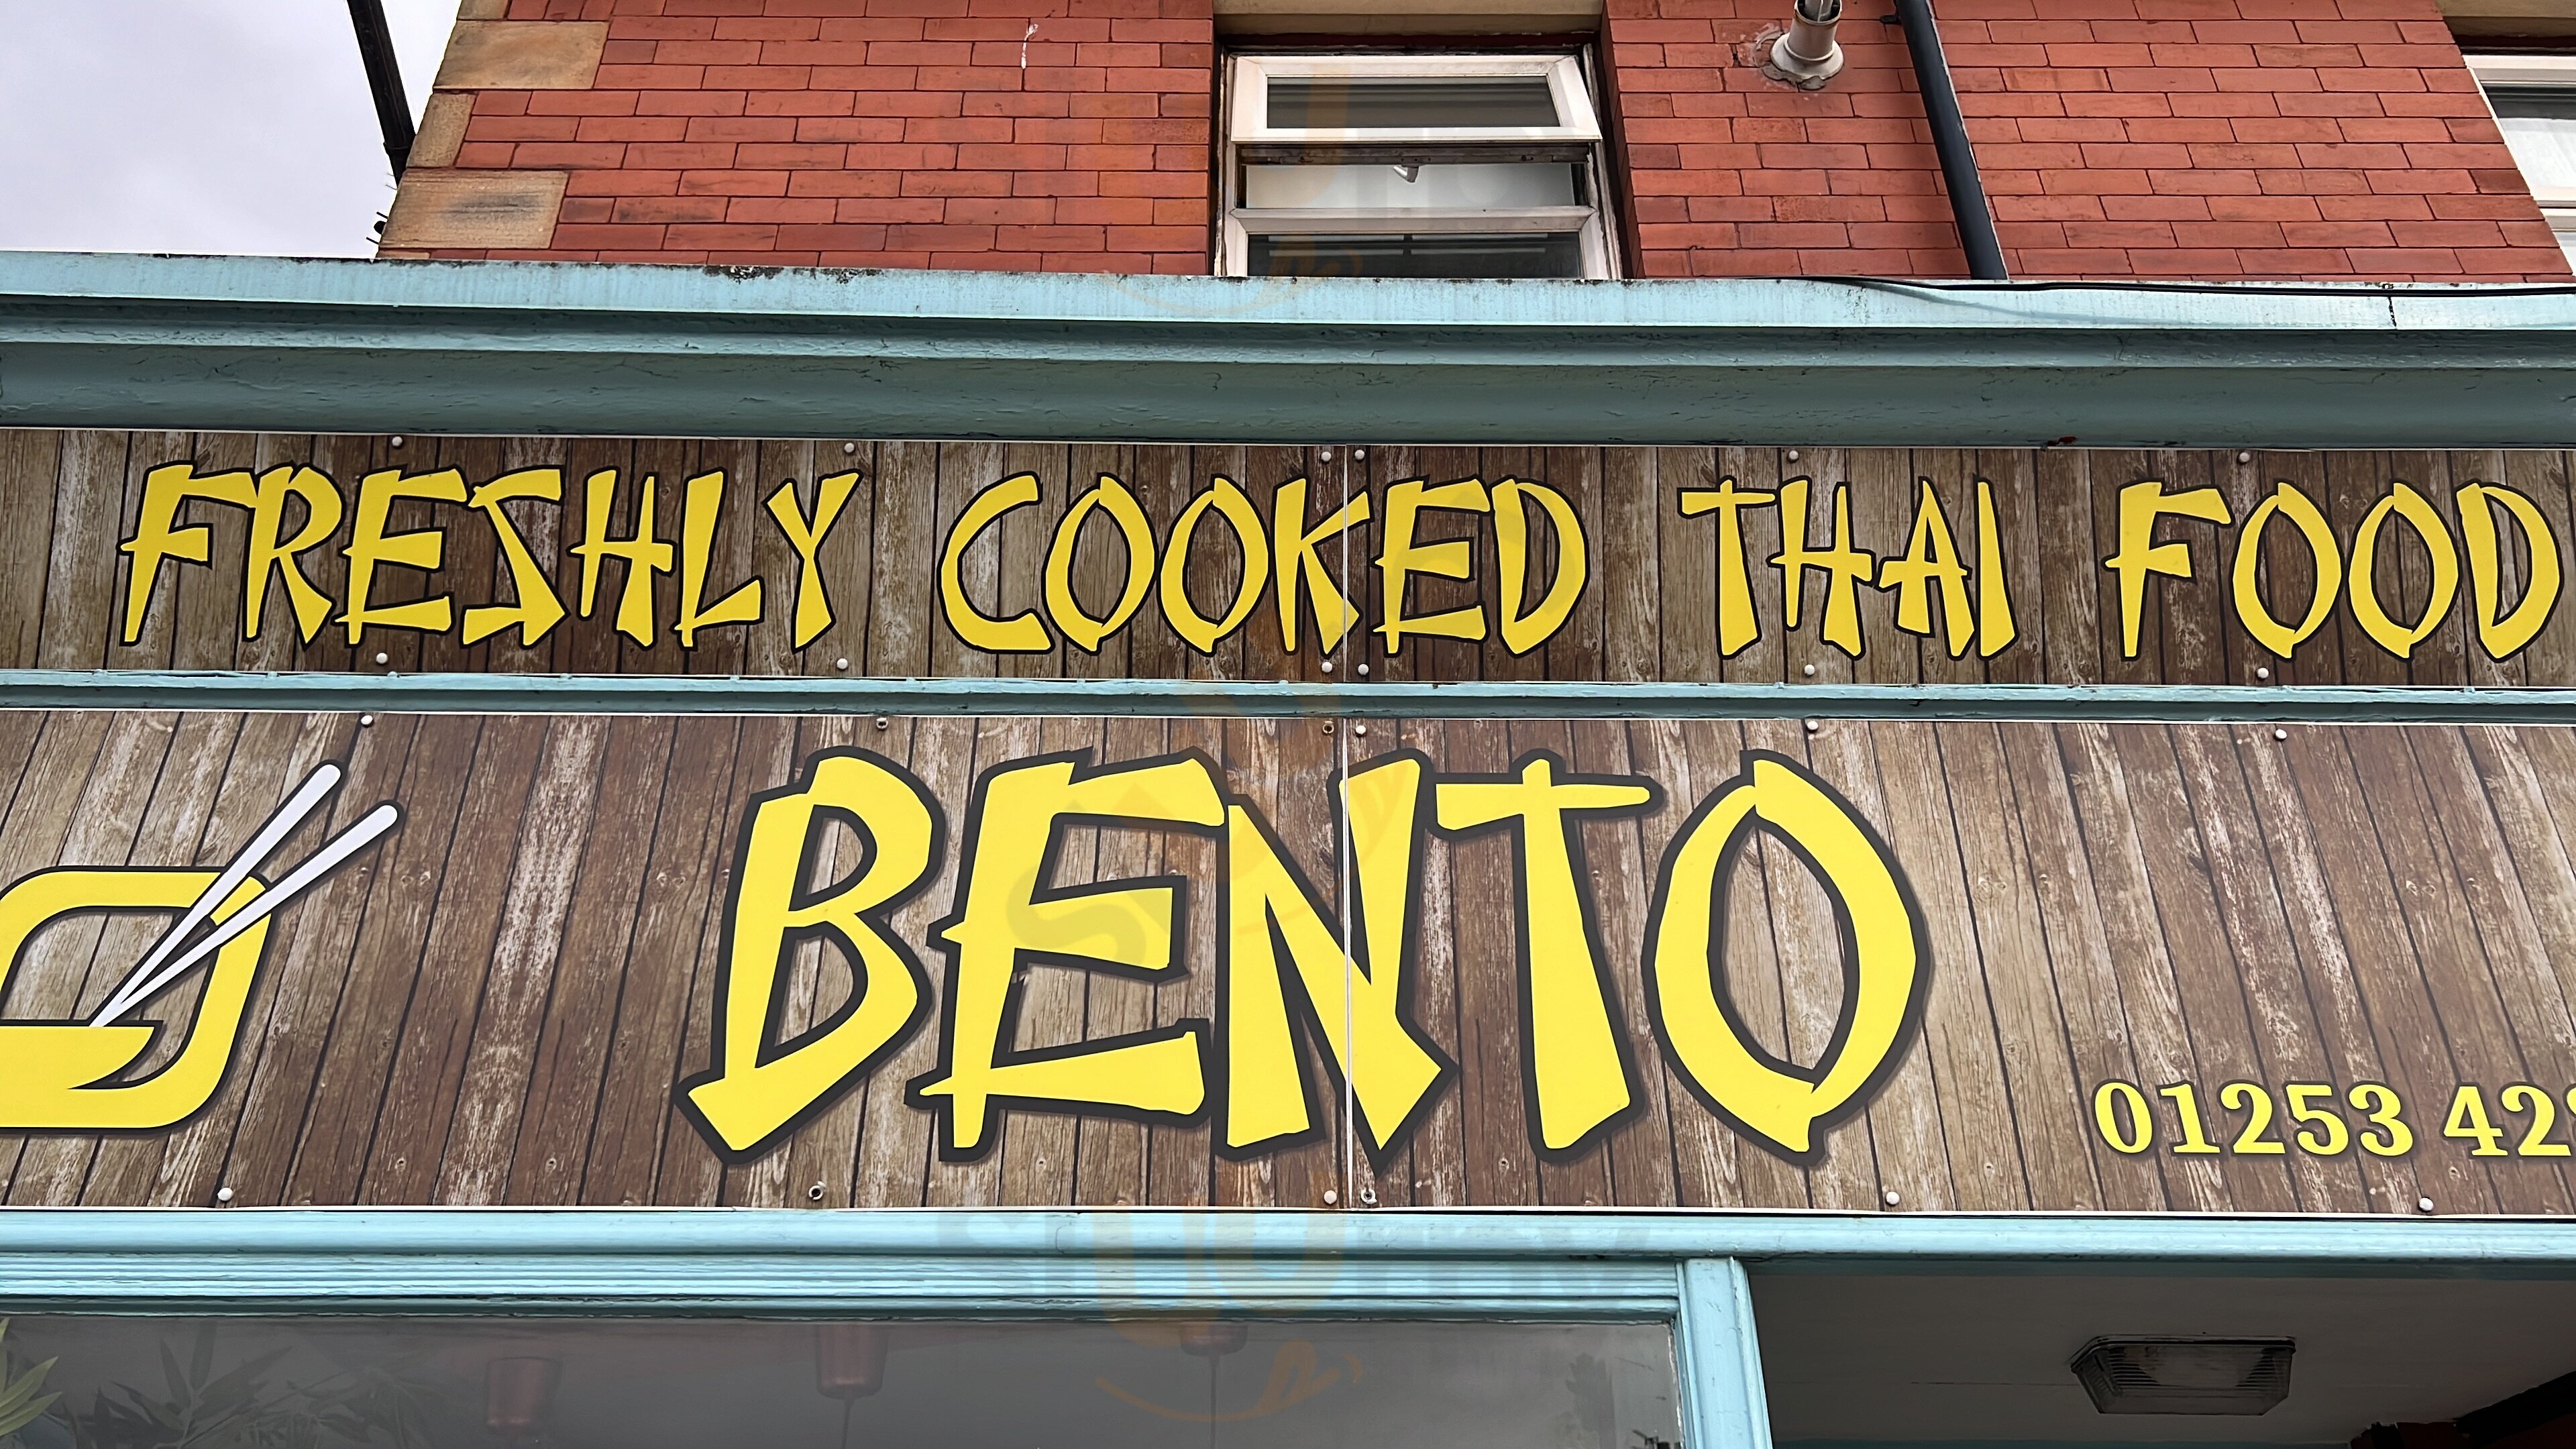 FRESHLY COOKED THAI FOOD
BENTO
01253 42